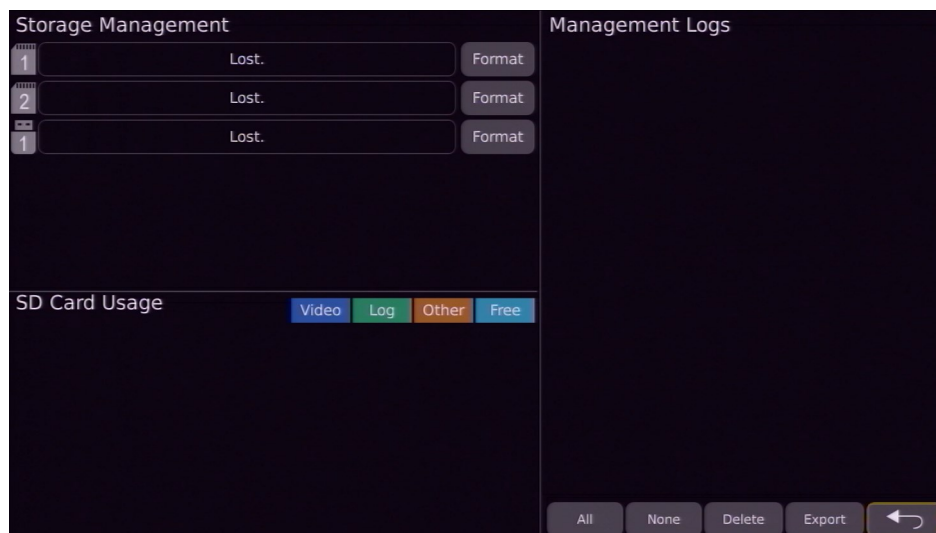 Storage Management
1 Lost. Format
2 Lost. Format
1 Lost. Format
SD Card Usage
Video Log Other Free
Management Logs
All None Delete Export